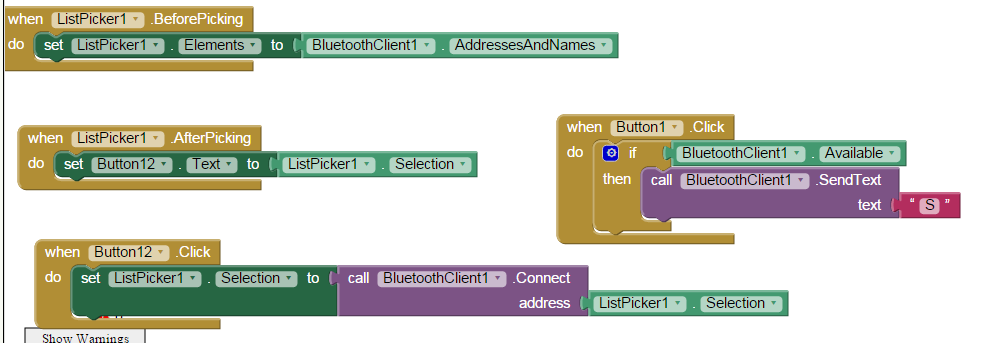 when ListPicker1 .BeforePicking
do set ListPicker1 . Elements to BluetoothClient1 . AddressesAndNames
when ListPicker1 .AfterPicking
do set Button12 . Text to ListPicker1 . Selection
when Button1 .Click
do if BluetoothClient1 . Available
then call BluetoothClient1 .SendText
text " S "
when Button12 .Click
do set ListPicker1 . Selection to call BluetoothClient1 .Connect
address ListPicker1 . Selection
Show Warnings